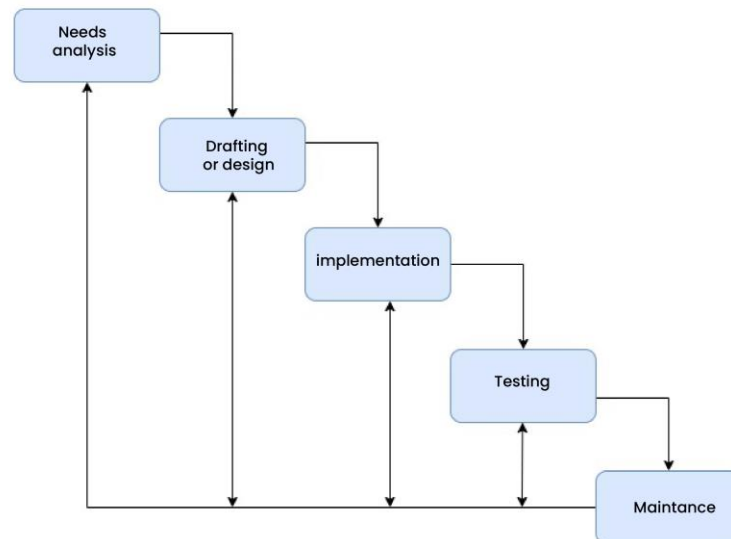 Needs
analysis
Drafting
or design
implementation
Testing
Maintance